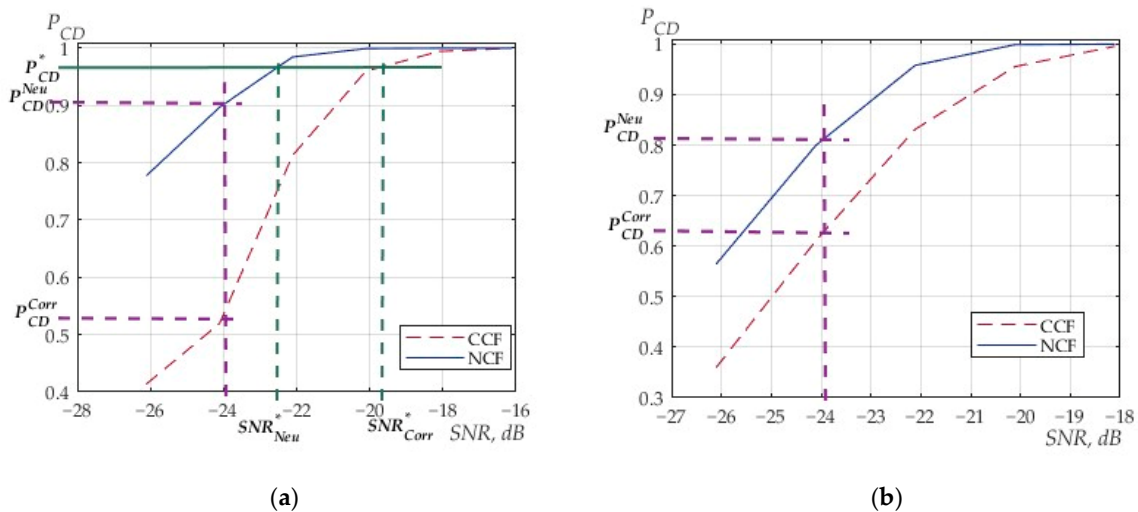 P_CD
1
P*_CD
P^Neu_CD
0.9
0.8
0.7
0.6
P^Corr_CD
0.5
0.4
CCF
NCF
−28 −26 −24 −22 −20 −18 −16
SNR*_Neu SNR*_Corr SNR, dB
(a)
P_CD
1
0.9
P^Neu_CD
0.8
0.7
P^Corr_CD
0.6
0.5
0.4
0.3
CCF
NCF
−27 −26 −25 −24 −23 −22 −21 −20 −19 −18
SNR, dB
(b)